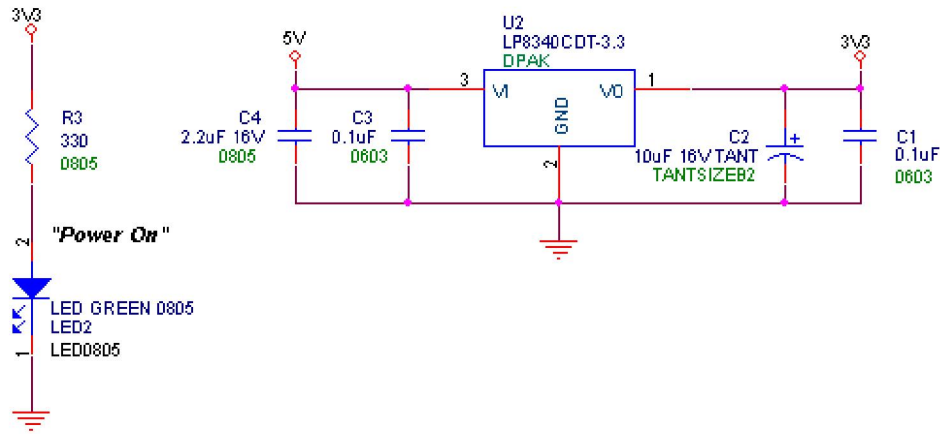 3V3
R3
330
0805
"Power On"
2
LED GREEN 0805
LED2
1
LED0805
5V
C4
2.2uF 16V
0805
C3
0.1uF
0603
U2
LP8340CDT-3.3
DPAK
3
VI
GND
VO
1
2
3V3
C2
10uF 16V TANT
TANTSIZEB2
C1
0.1uF
0603